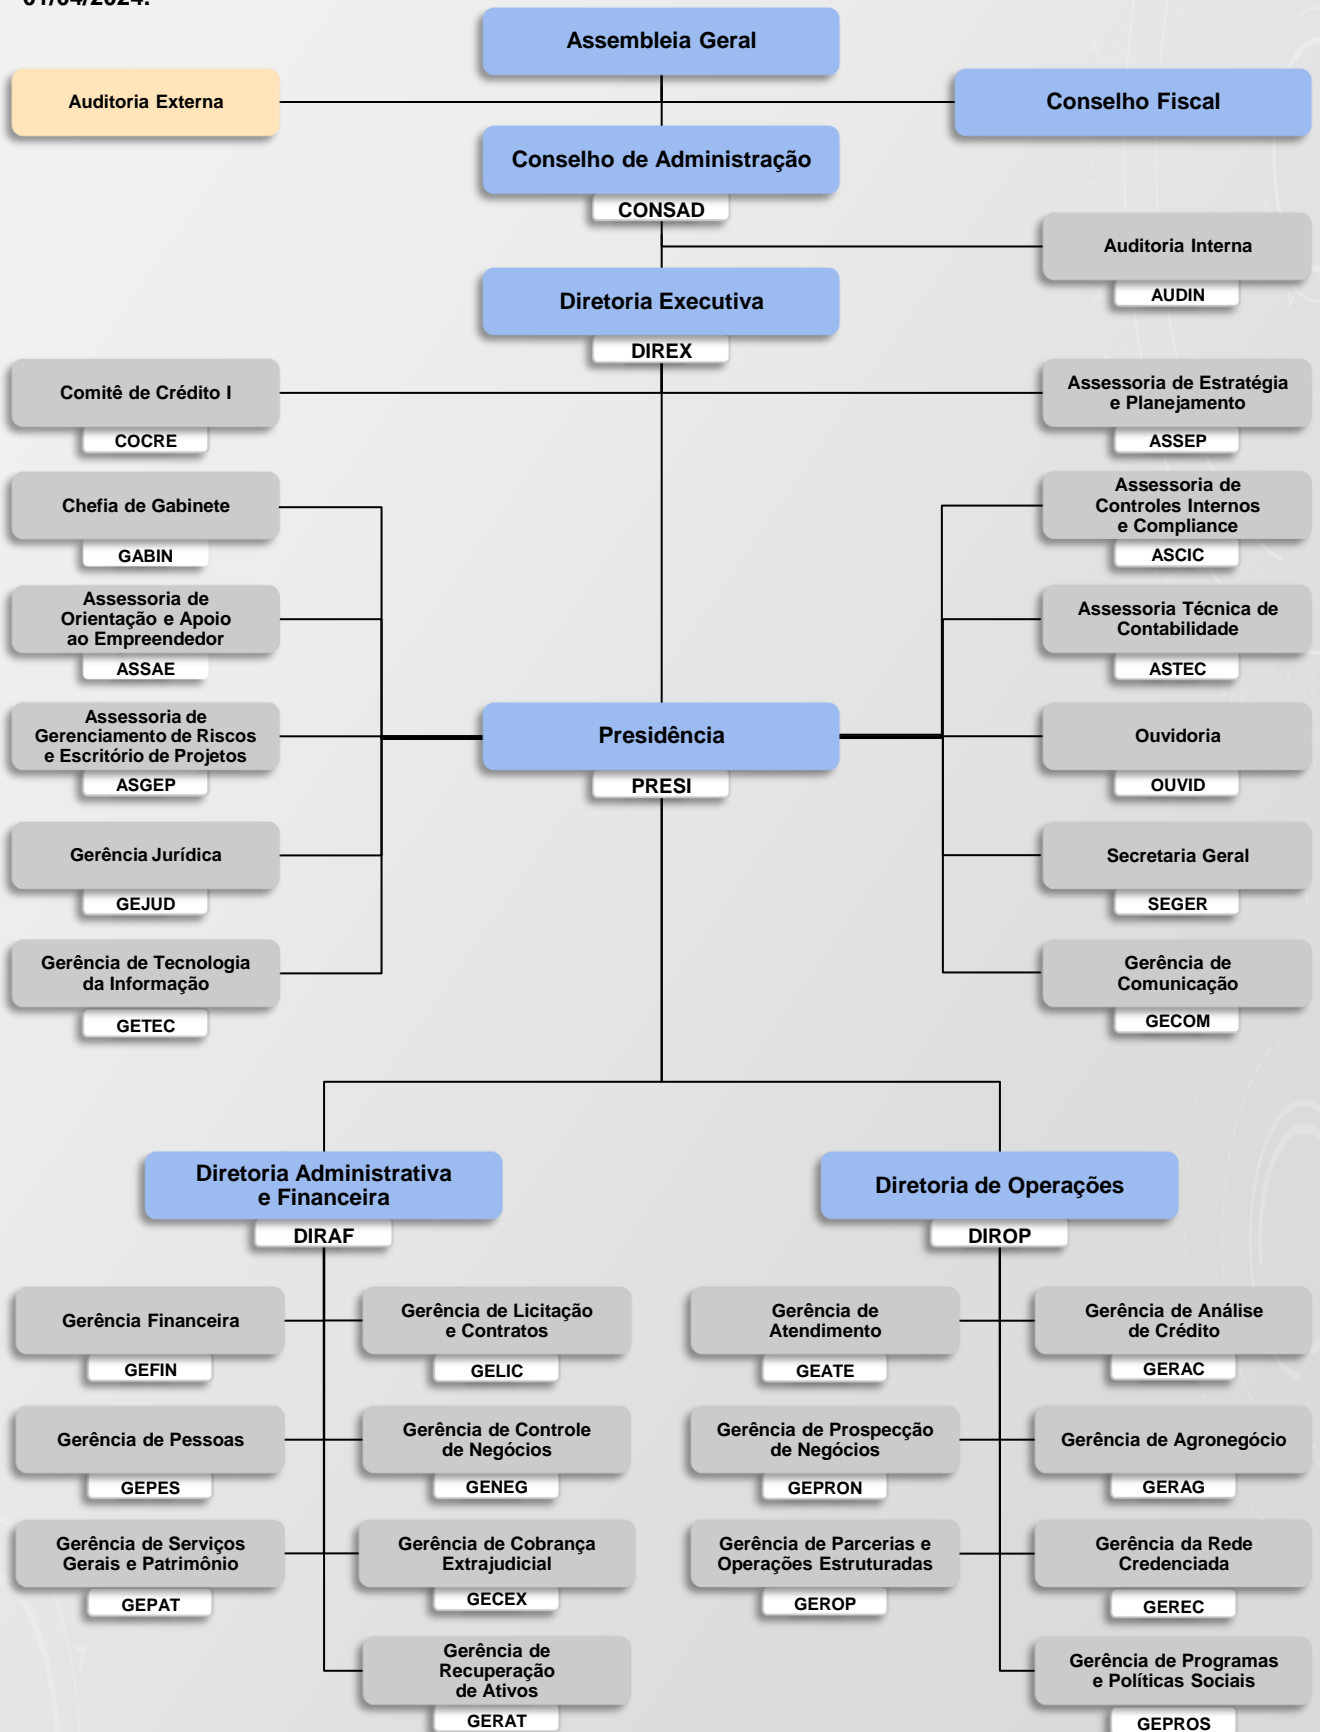 01/04/2024.
Assembleia Geral
Auditoria Externa
Conselho Fiscal
Conselho de Administração
CONSAD
Auditoria Interna
AUDIN
Diretoria Executiva
DIREX
Comitê de Crédito I
COCRE
Assessoria de Estratégia
e Planejamento
ASSEP
Chefia de Gabinete
GABIN
Assessoria de
Controles Internos
e Compliance
ASCIC
Assessoria de
Orientação e Apoio
ao Empreendedor
ASSAE
Assessoria Técnica de
Contabilidade
ASTEC
Assessoria de
Gerenciamento de Riscos
e Escritório de Projetos
ASGEP
Presidência
PRESI
Ouvidoria
OUVID
Gerência Jurídica
GEJUD
Secretaria Geral
SEGER
Gerência de Tecnologia
da Informação
GETEC
Gerência de
Comunicação
GECOM
Diretoria Administrativa
e Financeira
DIRAF
Diretoria de Operações
DIROP
Gerência Financeira
GEFIN
Gerência de Licitação
e Contratos
GELIC
Gerência de
Atendimento
GEATE
Gerência de Análise
de Crédito
GERAC
Gerência de Pessoas
GEPES
Gerência de Controle
de Negócios
GENEG
Gerência de Prospecção
de Negócios
GEPRON
Gerência de Agronegócio
GERAG
Gerência de Serviços
Gerais e Patrimônio
GEPAT
Gerência de Cobrança
Extrajudicial
GECEX
Gerência de Parcerias e
Operações Estruturadas
GEROP
Gerência da Rede
Credenciada
GEREC
Gerência de
Recuperação
de Ativos
GERAT
Gerência de Programas
e Políticas Sociais
GEPROS